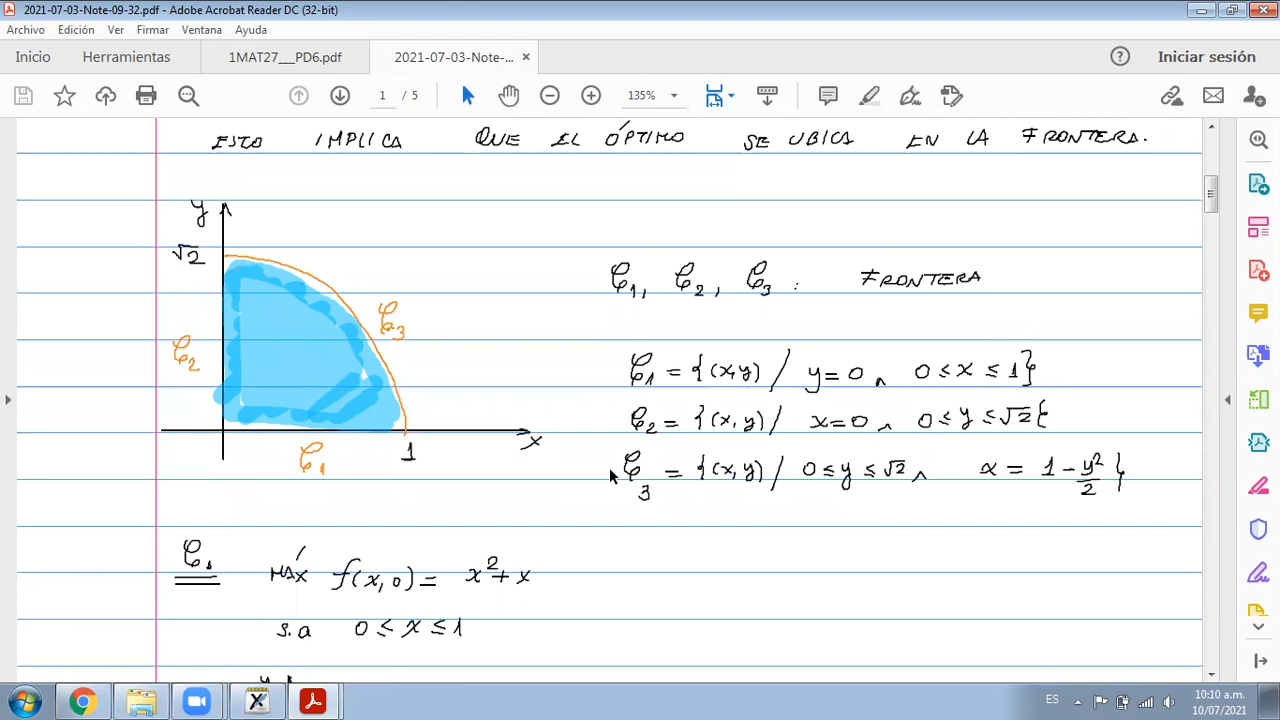 2021-07-03-Note-09-32.pdf - Adobe Acrobat Reader DC (32-bit)
Archivo Edición Ver Firmar Ventana Ayuda
Inicio Herramientas 1MAT27___PD6.pdf 2021-07-03-Note-... ×
Iniciar sesión
1 / 5 135%
ESTO IMPLICA QUE EL ÓPTIMO SE UBICA EN LA FRONTERA.
y
√2
C3
C2
C1
1
x
C1, C2, C3 : FRONTERA
C1 = {(x,y) / y=0 ∧ 0 ≤ x ≤ 1}
C2 = {(x,y) / x=0 ∧ 0 ≤ y ≤ √2{
C3 = {(x,y) / 0 ≤ y ≤ √2 ∧ x = 1 - y²/2 }
C1 MÁX f(x,0) = x² + x
s.a 0 ≤ x ≤ 1
ES
10:10 a.m.
10/07/2021